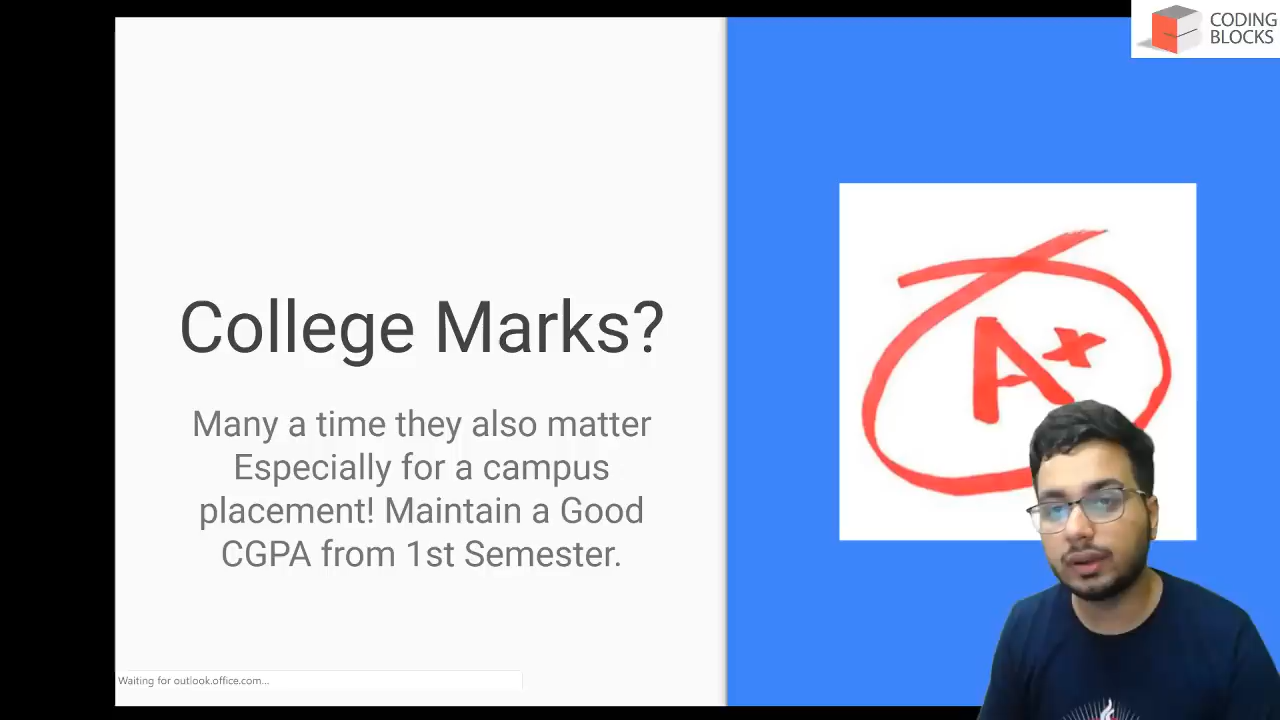 CODING
BLOCKS
College Marks?
Many a time they also matter
Especially for a campus
placement! Maintain a Good
CGPA from 1st Semester.
A+
Waiting for outlook.office.com...